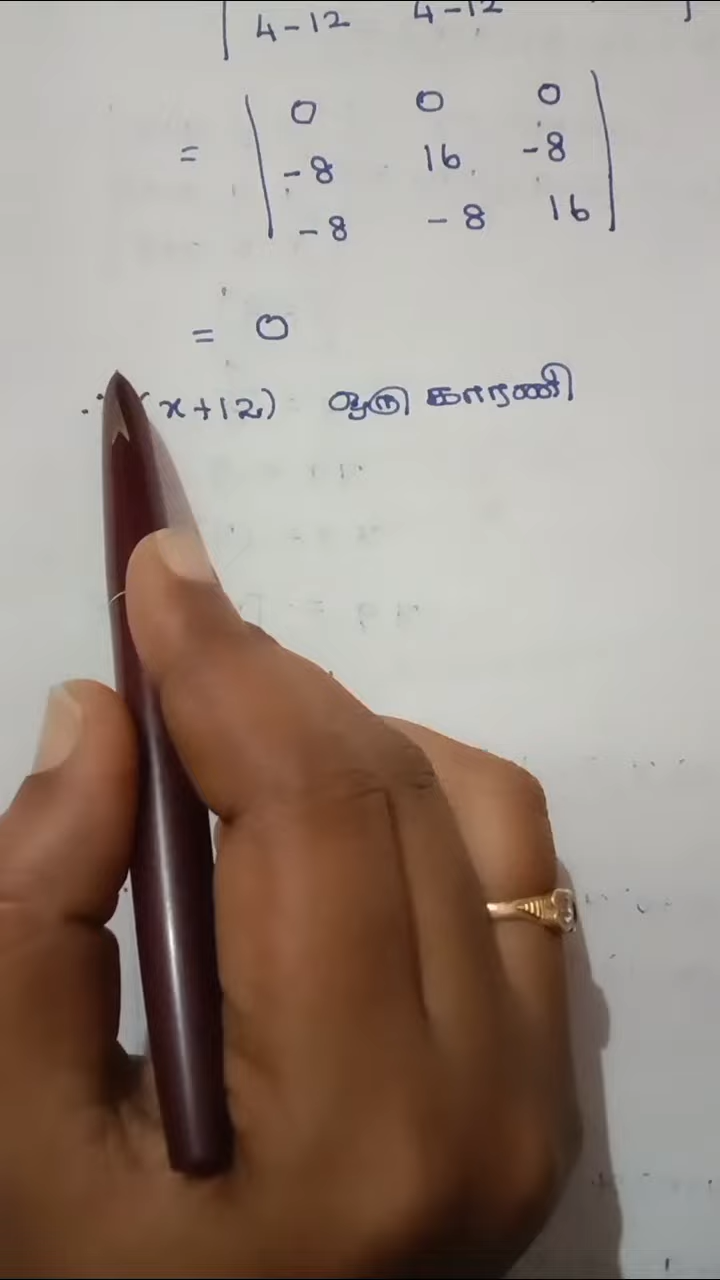 4-12 4-12
= | 0 0 0 |
-8 16 -8
-8 -8 16
= 0
∴ (x+12) ஒரு காரணி